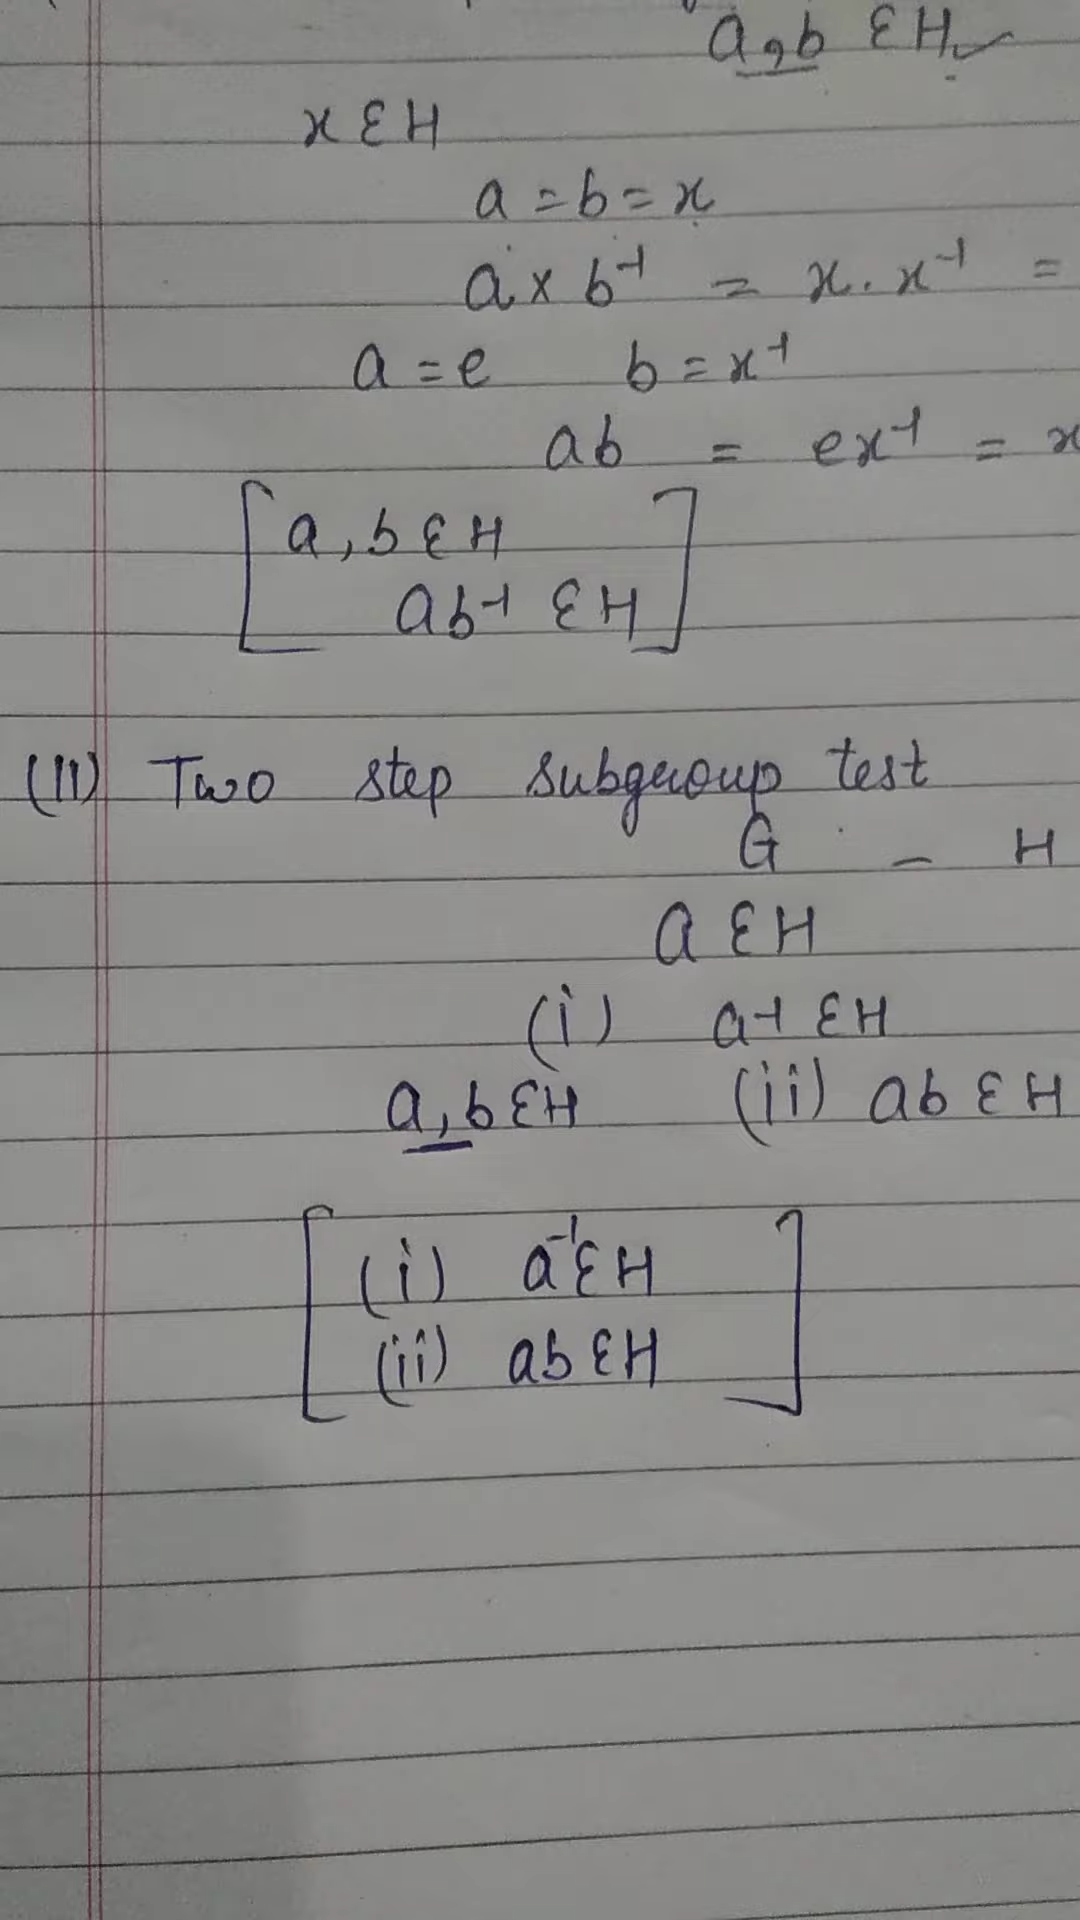 a,b ∈ H
x ∈ H
a = b = x
a × b⁻¹ = x . x⁻¹ =
a = e b = x⁻¹
ab = ex⁻¹ = x
[ a, b ∈ H
ab⁻¹ ∈ H ]
(II) Two step subgroup test
G – H
a ∈ H
(i) a⁻¹ ∈ H
a, b ∈ H (ii) ab ∈ H
[ (i) a⁻¹ ∈ H
(ii) ab ∈ H ]